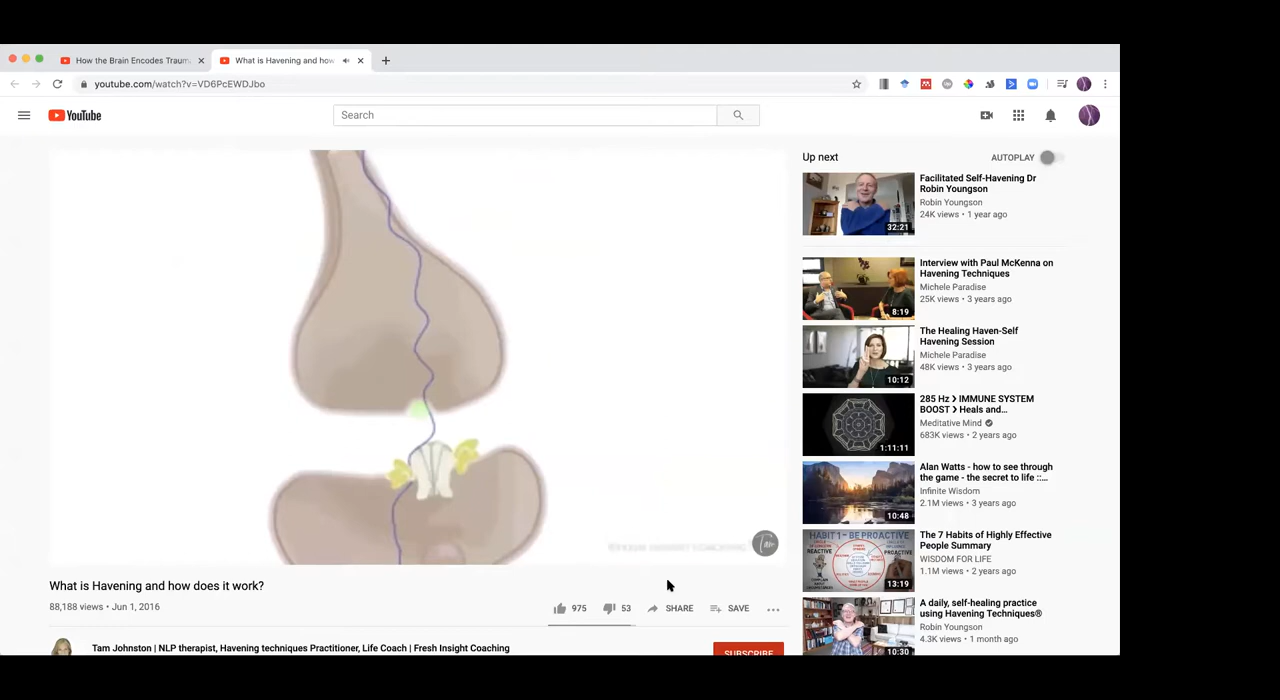 How the Brain Encodes Traum
What is Havening and how
youtube.com/watch?v=VD6PcEWDJbo
YouTube
Search
Up next
AUTOPLAY
Facilitated Self-Havening Dr
Robin Youngson
Robin Youngson
24K views • 1 year ago
32:21
Interview with Paul McKenna on
Havening Techniques
Michele Paradise
25K views • 3 years ago
8:19
The Healing Haven-Self
Havening Session
Michele Paradise
48K views • 3 years ago
10:12
285 Hz ❯ IMMUNE SYSTEM
BOOST ❯ Heals and...
Meditative Mind
683K views • 2 years ago
1:11:11
Alan Watts - how to see through
the game - the secret to life ::...
Infinite Wisdom
2.1M views • 3 years ago
10:48
The 7 Habits of Highly Effective
People Summary
WISDOM FOR LIFE
1.1M views • 2 years ago
HABIT 1 - BE PROACTIVE
REACTIVE
PROACTIVE
13:19
A daily, self-healing practice
using Havening Techniques®
Robin Youngson
4.3K views • 1 month ago
10:30
What is Havening and how does it work?
88,188 views • Jun 1, 2016
975
53
SHARE
SAVE
Tam Johnston | NLP therapist, Havening techniques Practitioner, Life Coach | Fresh Insight Coaching
SUBSCRIBE